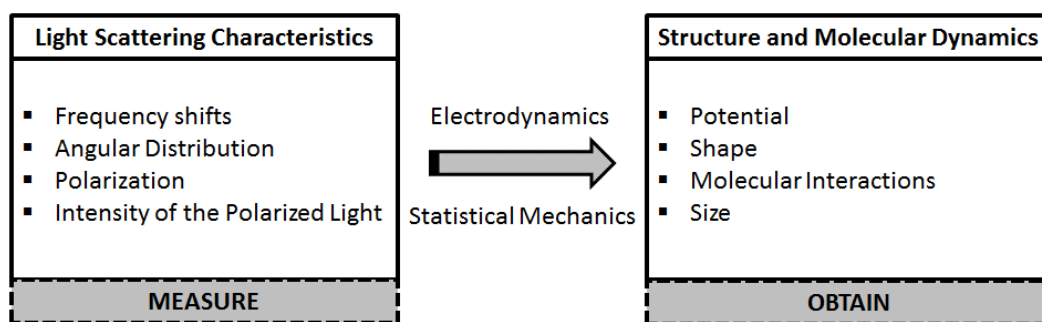 Light Scattering Characteristics
▪ Frequency shifts
▪ Angular Distribution
▪ Polarization
▪ Intensity of the Polarized Light
MEASURE
Electrodynamics
Statistical Mechanics
Structure and Molecular Dynamics
▪ Potential
▪ Shape
▪ Molecular Interactions
▪ Size
OBTAIN